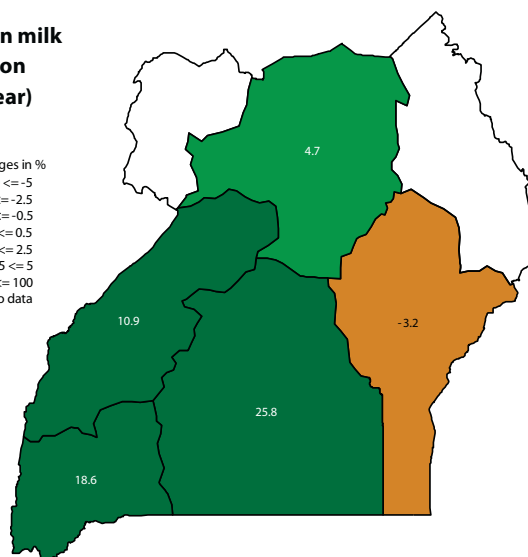 n milk
on
ear)
ges in %
<= -5
= -2.5
= -0.5
<= 0.5
<= 2.5
5 <= 5
= 100
o data
4.7
10.9
-3.2
25.8
18.6